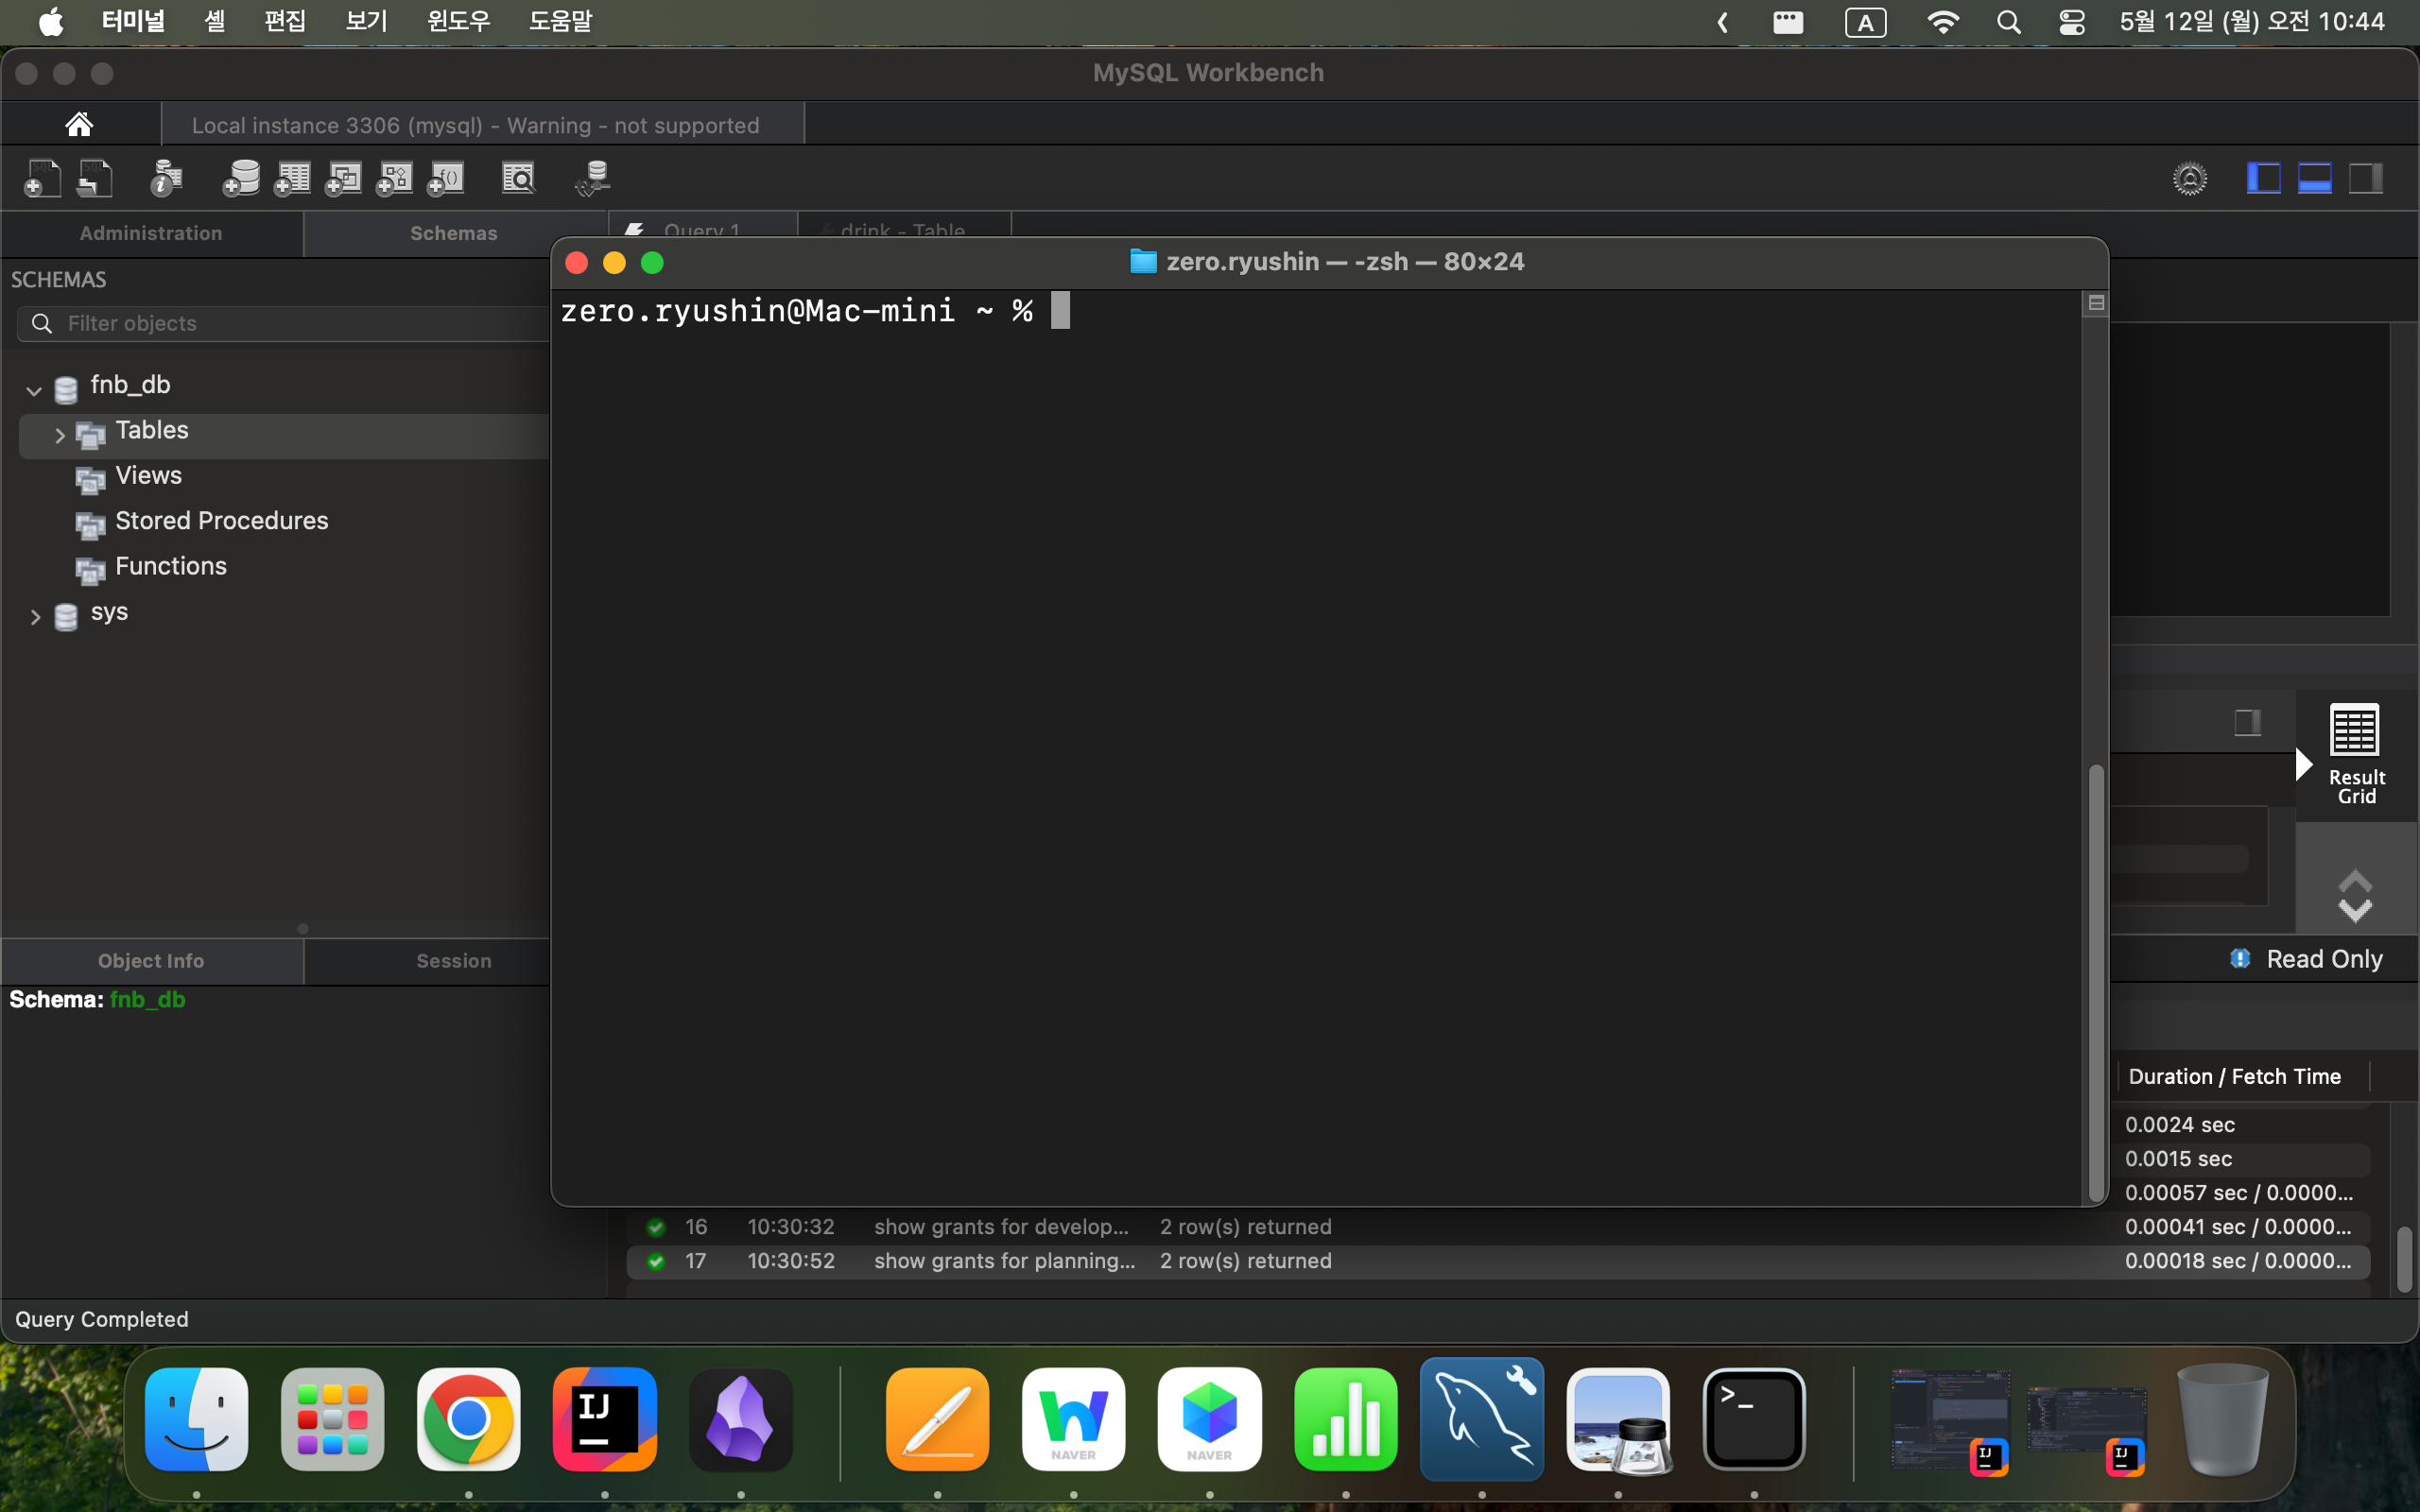 터미널 셸 편집 보기 윈도우 도움말 A 5월 12일 (월) 오전 10:44
MySQL Workbench
Local instance 3306 (mysql) - Warning - not supported
Administration Schemas Query 1 drink - Table
zero.ryushin — -zsh — 80×24
SCHEMAS
zero.ryushin@Mac-mini ~ %
Filter objects
fnb_db
Tables
Views
Stored Procedures
Functions
sys
Result
Grid
Object Info Session
Read Only
Schema: fnb_db
Duration / Fetch Time
0.0024 sec
0.0015 sec
0.00057 sec / 0.0000...
16 10:30:32 show grants for develop... 2 row(s) returned 0.00041 sec / 0.0000...
17 10:30:52 show grants for planning... 2 row(s) returned 0.00018 sec / 0.0000...
Query Completed
IJ
NAVER
NAVER
>_
IJ
IJ